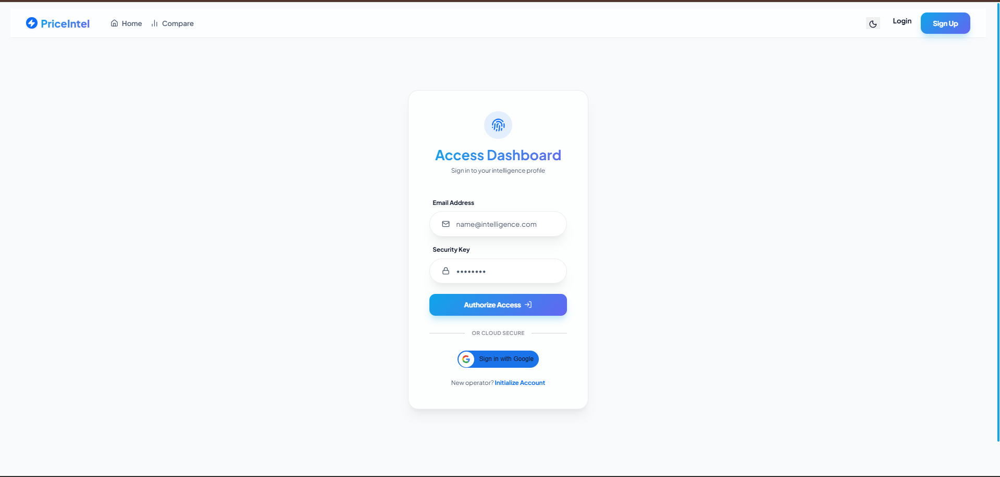 PriceIntel
Home
Compare
Login
Sign Up
Access Dashboard
Sign in to your intelligence profile
Email Address
name@intelligence.com
Security Key
••••••••
Authorize Access
OR CLOUD SECURE
Sign in with Google
New operator? Initialize Account